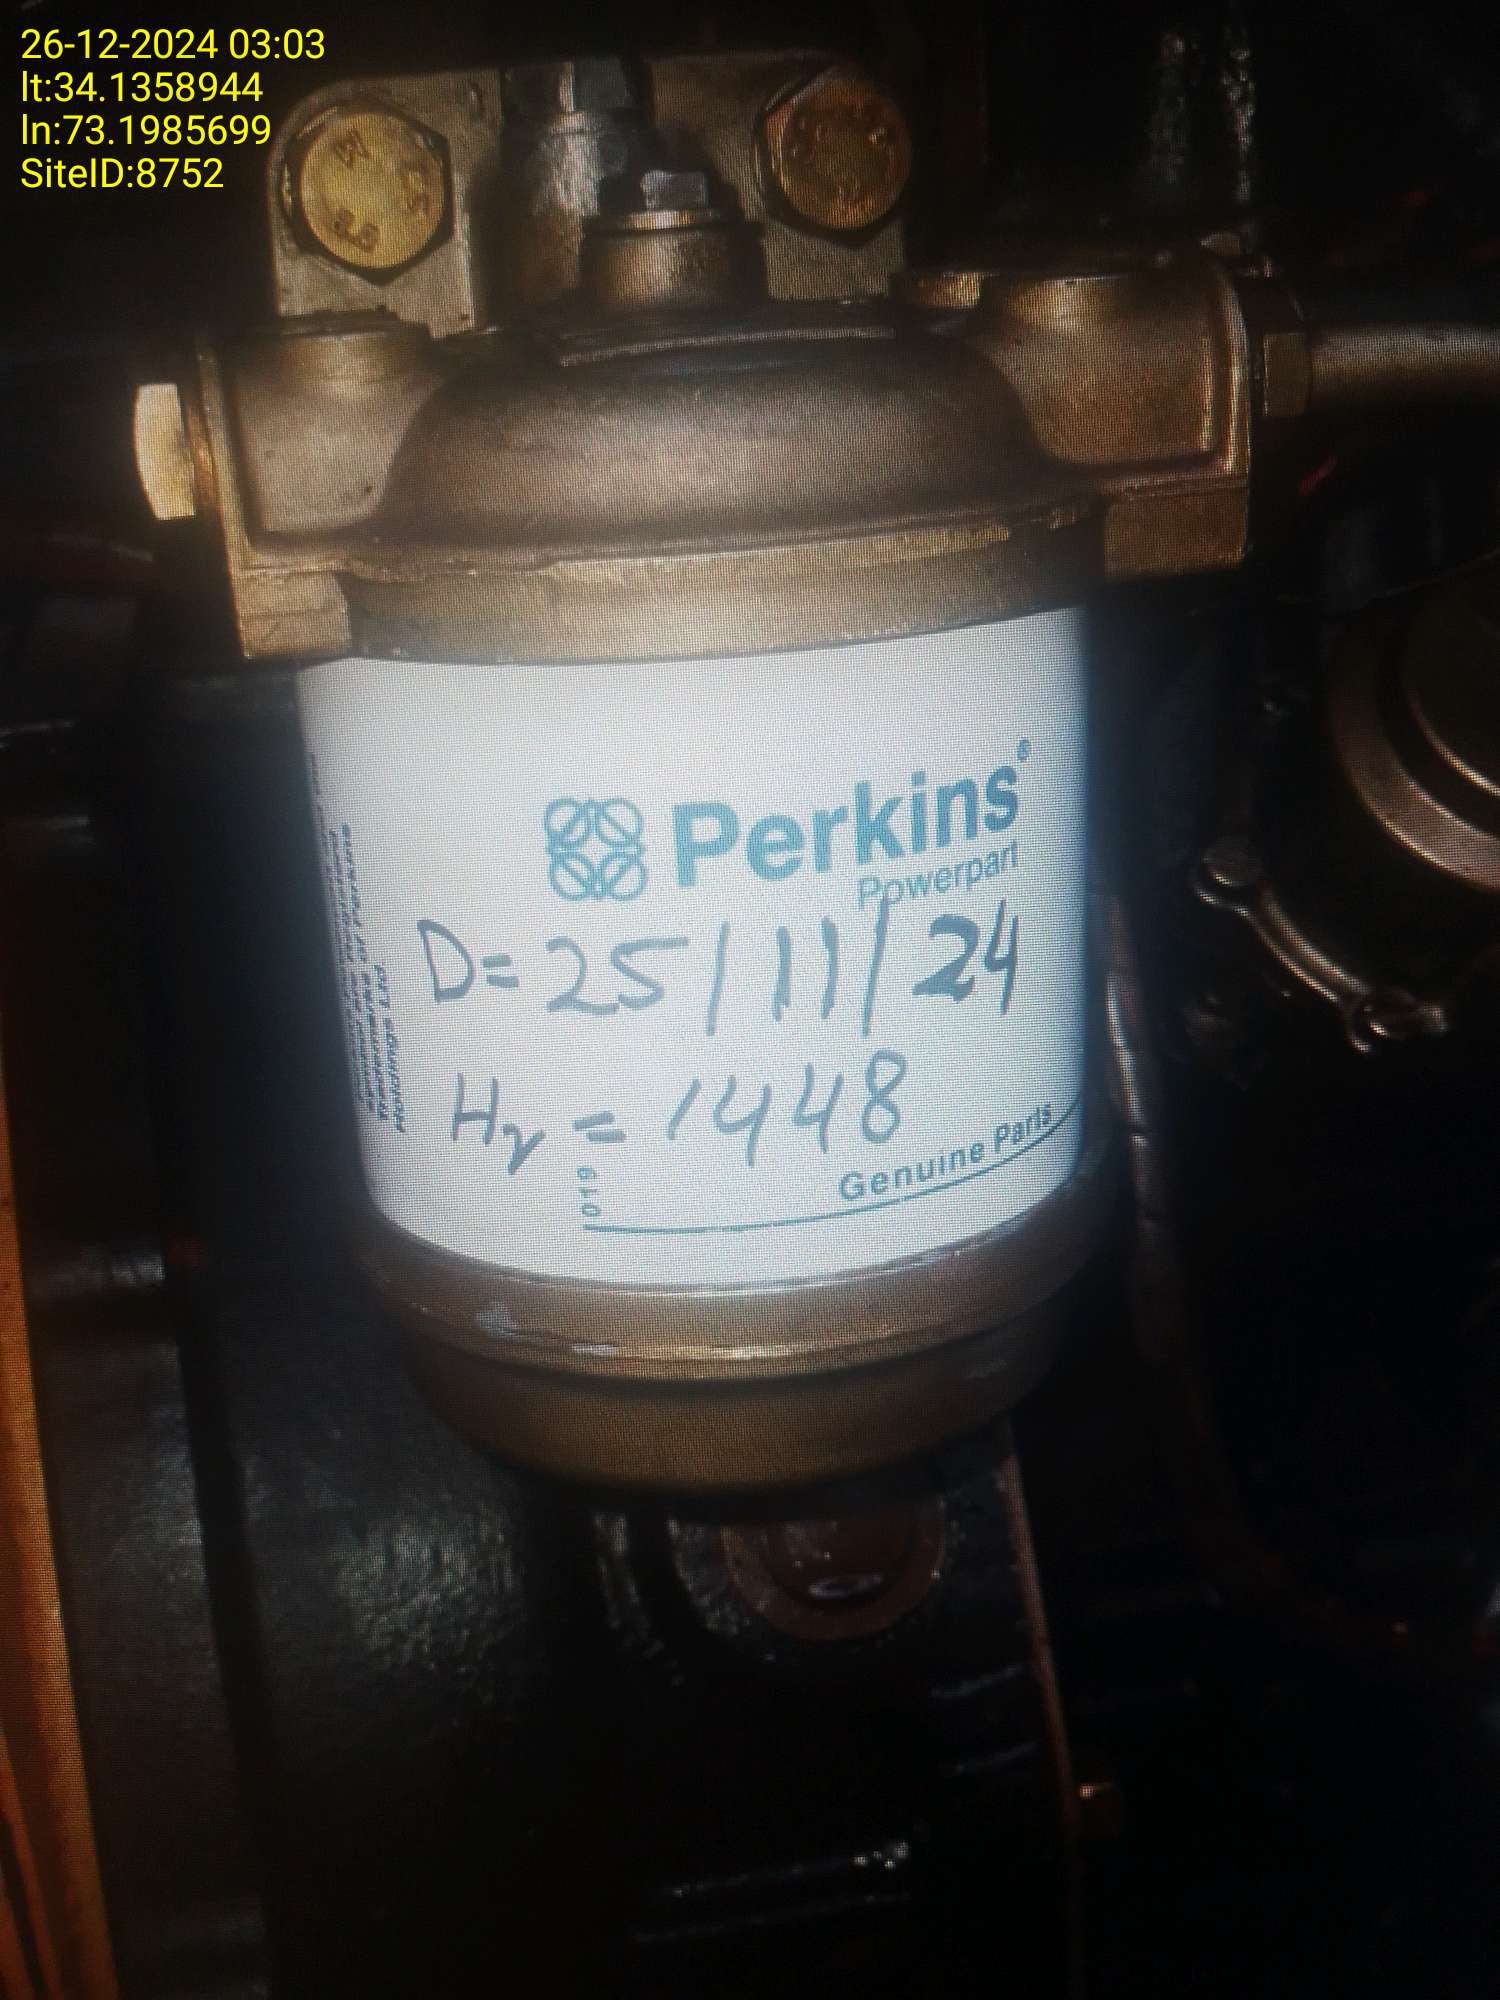 26-12-2024 03:03
lt:34.1358944
ln:73.1985699
SiteID:8752
Perkins®
Powerpart
D=25/11/24
Hr=1448
Genuine Parts
1019